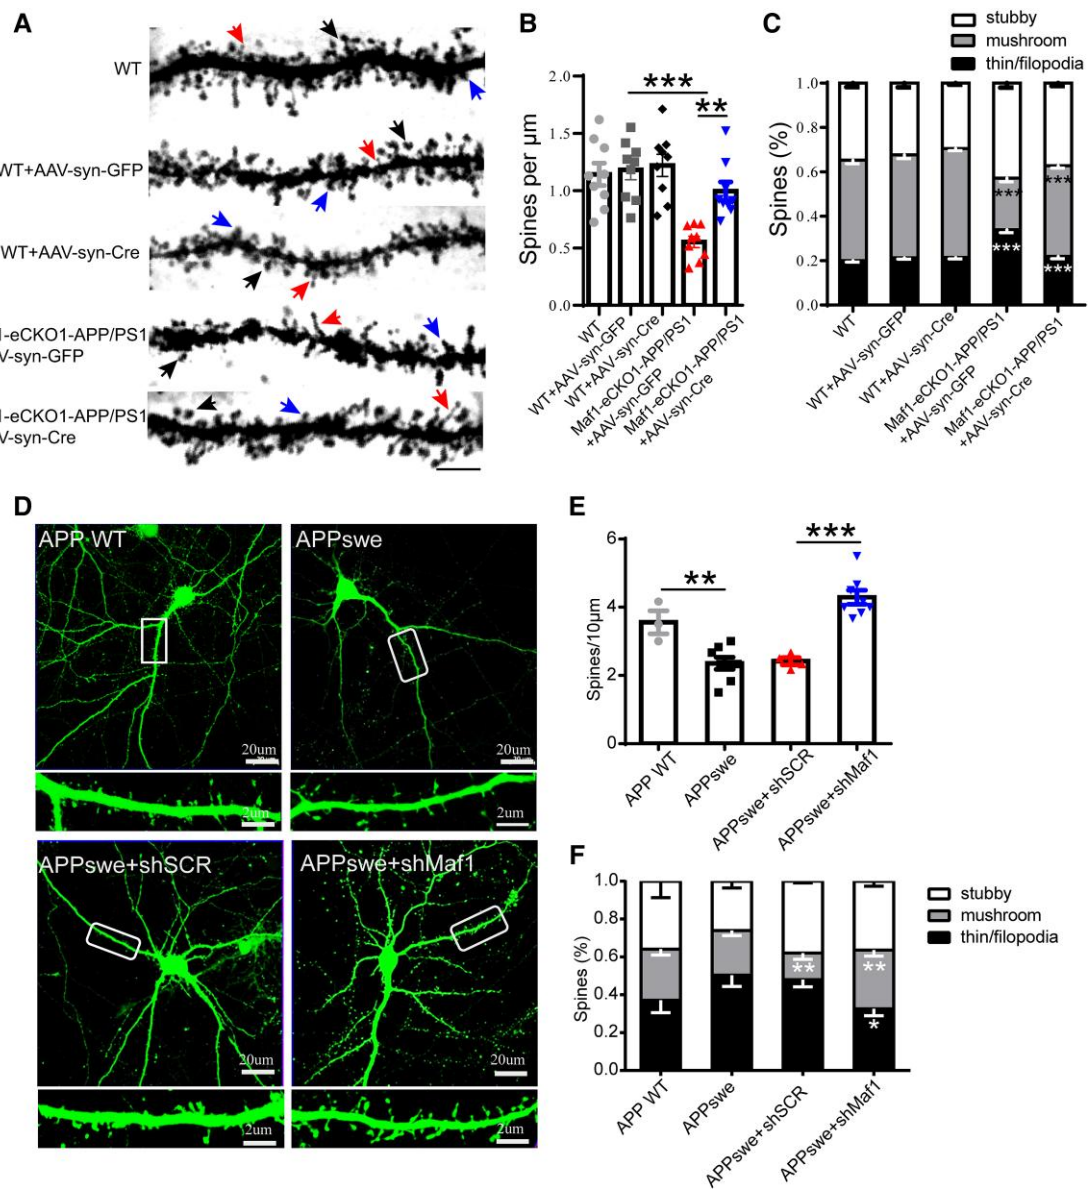 A
WT
WT+AAV-syn-GFP
WT+AAV-syn-Cre
1-eCKO1-APP/PS1
V-syn-GFP
1-eCKO1-APP/PS1
V-syn-Cre
B
Spines per μm
2.0
1.5
1.0
0.5
0.0
***
**
WT
WT+AAV-syn-GFP
WT+AAV-syn-Cre
Maf1-eCKO1-APP/PS1
+AAV-syn-GFP
Maf1-eCKO1-APP/PS1
+AAV-syn-Cre
C
stubby
mushroom
thin/filopodia
Spines (%)
1.0
0.8
0.6
0.4
0.2
0.0
***
***
***
***
WT
WT+AAV-syn-GFP
WT+AAV-syn-Cre
Maf1-eCKO1-APP/PS1
+AAV-syn-GFP
Maf1-eCKO1-APP/PS1
+AAV-syn-Cre
D
APP WT
20um
2um
APPswe
20um
2um
APPswe+shSCR
20um
2um
APPswe+shMaf1
20um
2um
E
Spines/10μm
6
4
2
0
**
***
APP WT
APPswe
APPswe+shSCR
APPswe+shMaf1
F
Spines (%)
1.0
0.8
0.6
0.4
0.2
0.0
**
**
*
stubby
mushroom
thin/filopodia
APP WT
APPswe
APPswe+shSCR
APPswe+shMaf1